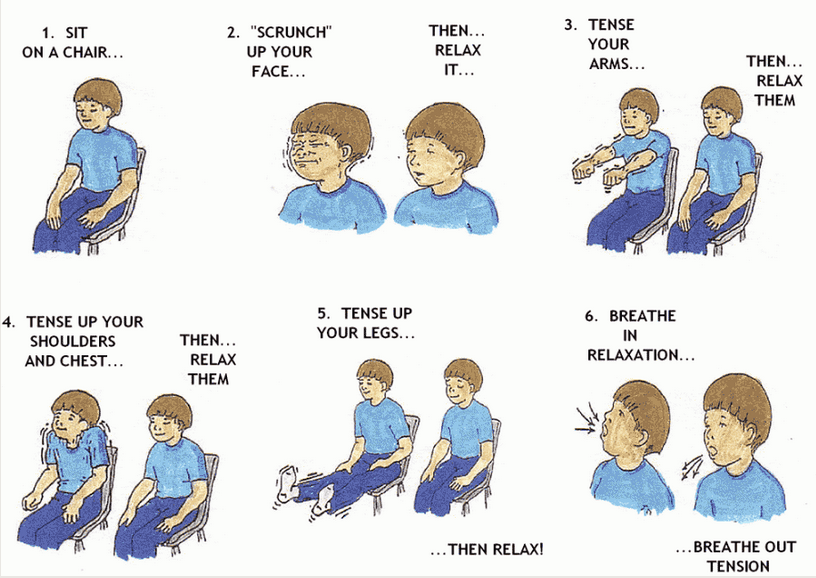 1. SIT
ON A CHAIR...
2. "SCRUNCH"
UP YOUR
FACE...
THEN...
RELAX
IT...
3. TENSE
YOUR
ARMS...
THEN...
RELAX
THEM
4. TENSE UP YOUR
SHOULDERS
AND CHEST...
THEN...
RELAX
THEM
5. TENSE UP
YOUR LEGS...
...THEN RELAX!
6. BREATHE
IN
RELAXATION...
...BREATHE OUT
TENSION